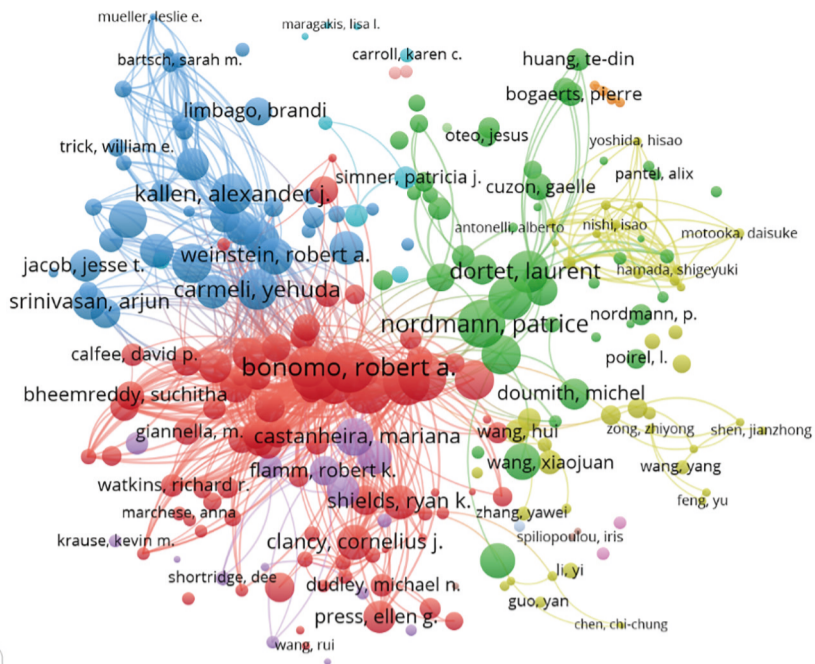 mueller, leslie e.
maragakis, lisa l.
bartsch, sarah m.
carroll, karen c.
huang, te-din
bogaerts, pierre
limbago, brandi
oteo, jesus
yoshida, hisao
trick, william e.
simner, patricia j.
pantel, alix
kallen, alexander j.
cuzon, gaelle
antonelli, alberto
nishi, isao
motooka, daisuke
weinstein, robert a.
jacob, jesse t.
dortet, laurent
hamada, shigeyuki
srinivasan, arjun
carmeli, yehuda
nordmann, patrice
nordmann, p.
calfee, david p.
bonomo, robert a.
poirel, l.
bheemreddy, suchitha
doumith, michel
giannella, m.
castanheira, mariana
wang, hui
zong, zhiyong
shen, jianzhong
flamm, robert k.
wang, xiaojuan
wang, yang
watkins, richard r.
shields, ryan k.
feng, yu
marchese, anna
zhang, yawei
krause, kevin m.
clancy, cornelius j.
spiliopoulou, iris
shortridge, dee
dudley, michael n.
li, yi
guo, yan
press, ellen g.
chen, chi-chung
wang, rui